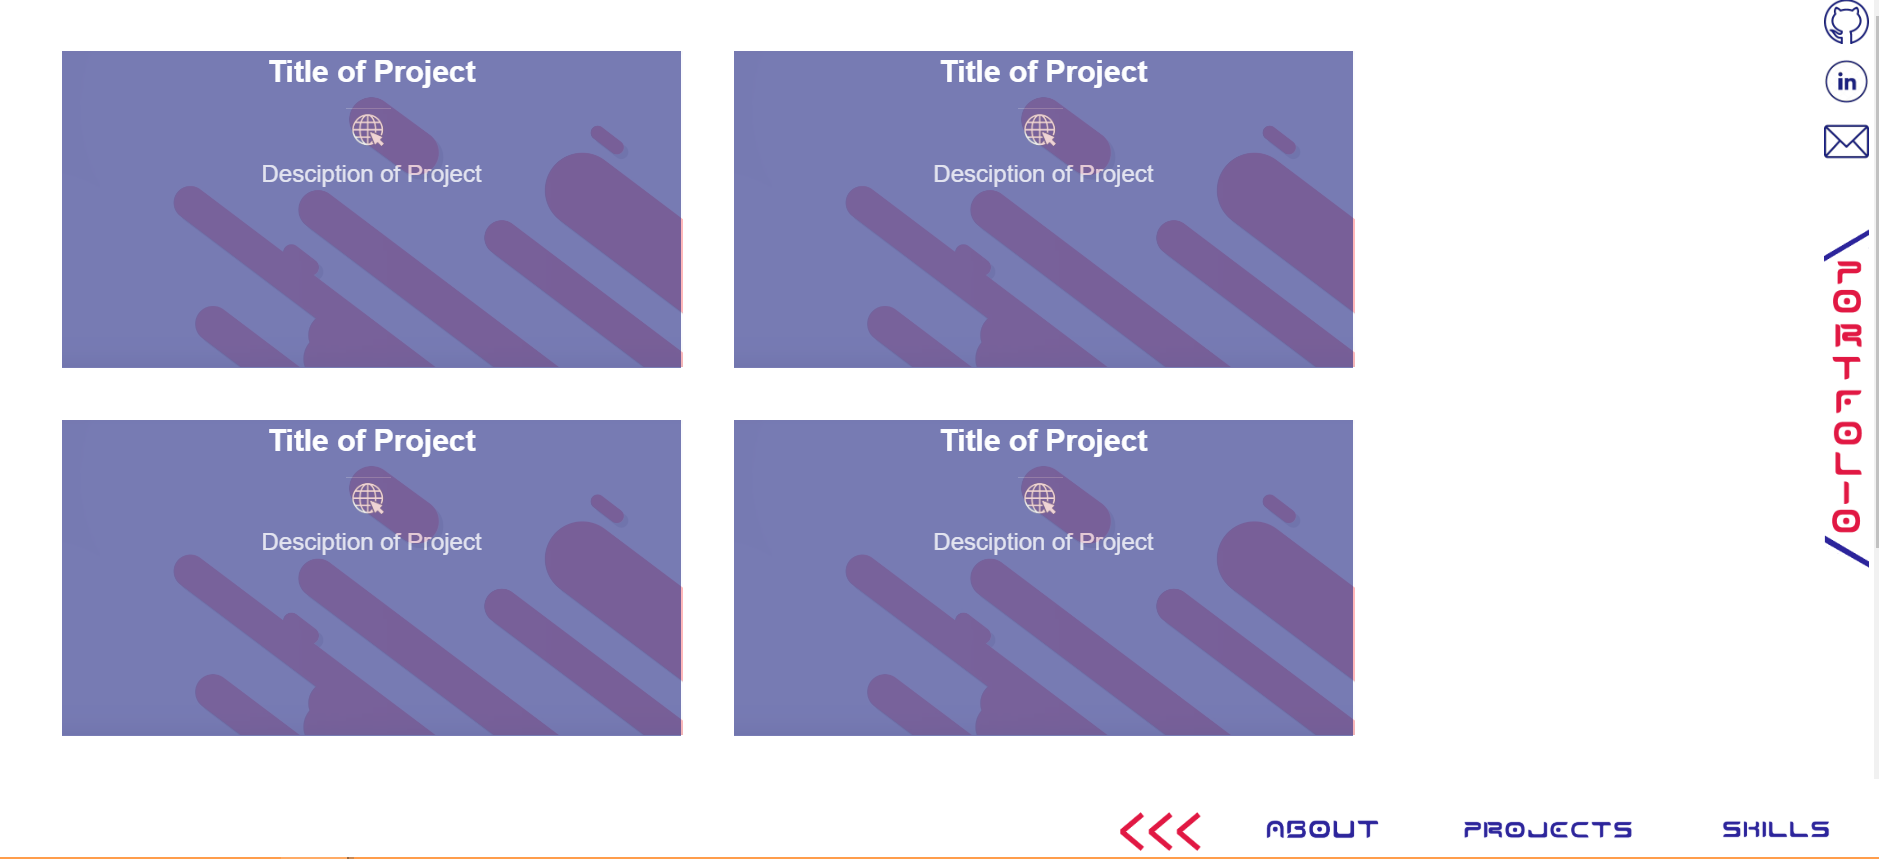 Title of Project
Desciption of Project
Title of Project
Desciption of Project
Title of Project
Desciption of Project
Title of Project
Desciption of Project
in
PORTFOLIO
ABOUT
PROJECTS
SKILLS